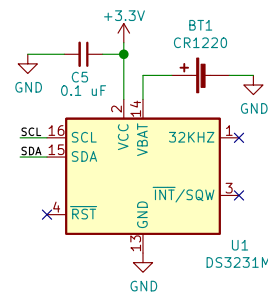 +3.3V
BT1
CR1220
C5
0.1 uF
GND
GND
2
14
VCC
VBAT
SCL 16 SCL
32KHZ 1
SDA 15 SDA
INT/SQW 3
4 RST
GND
13
U1
DS3231M
GND